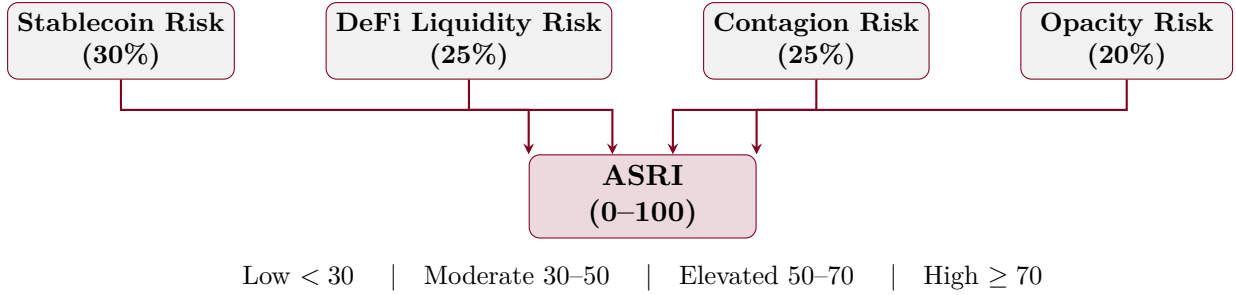 Stablecoin Risk
(30%)
DeFi Liquidity Risk
(25%)
Contagion Risk
(25%)
Opacity Risk
(20%)
ASRI
(0–100)
Low < 30 | Moderate 30–50 | Elevated 50–70 | High ≥ 70